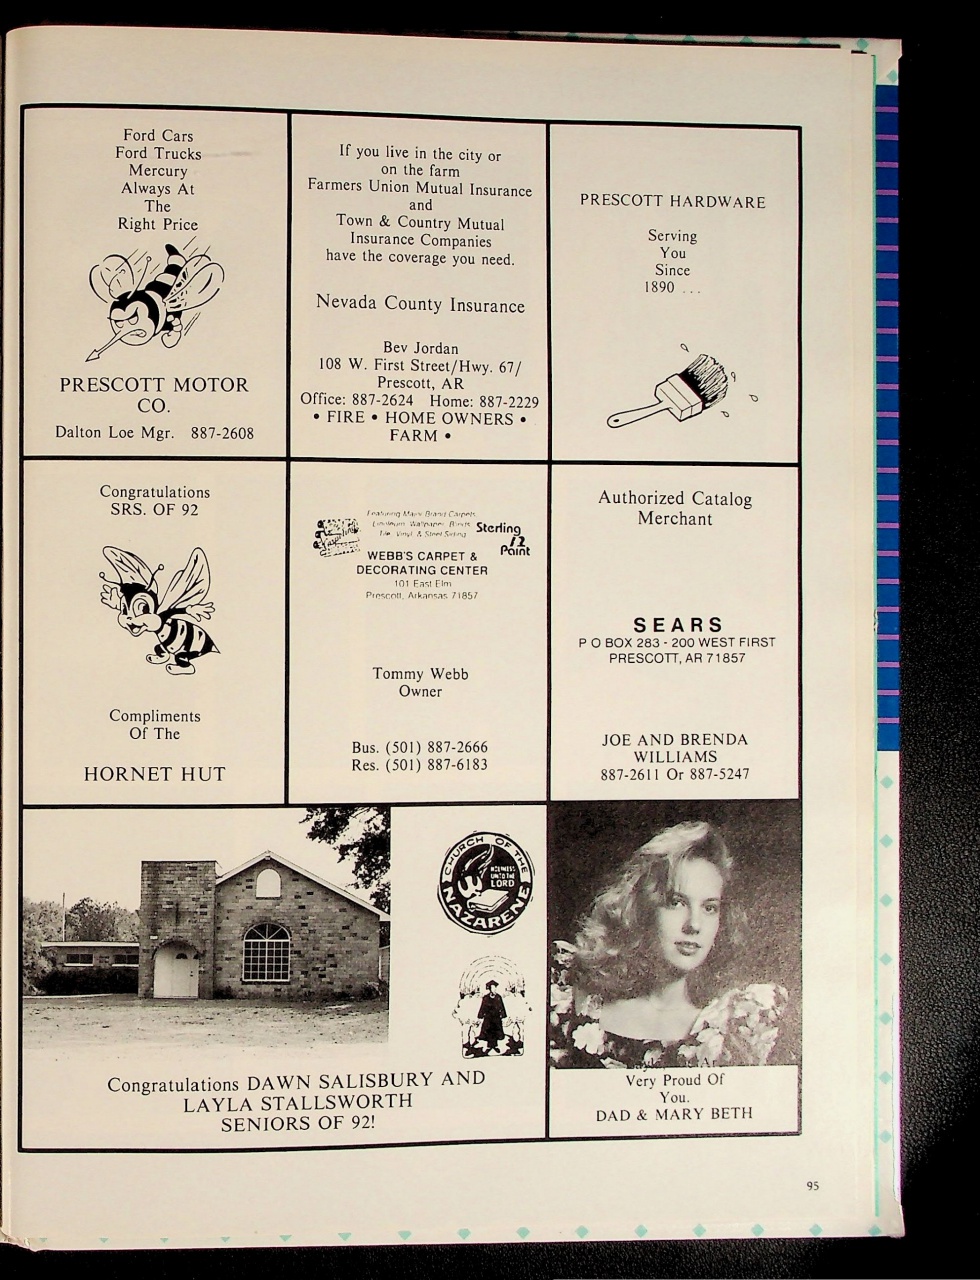 Ford Cars
Ford Trucks
Mercury
Always At
The
Right Price
PRESCOTT MOTOR
CO.
Dalton Loe Mgr. 887-2608
If you live in the city or
on the farm
Farmers Union Mutual Insurance
and
Town & Country Mutual
Insurance Companies
have the coverage you need.
Nevada County Insurance
Bev Jordan
108 W. First Street/Hwy. 67/
Prescott, AR
Office: 887-2624 Home: 887-2229
• FIRE • HOME OWNERS •
FARM •
PRESCOTT HARDWARE
Serving
You
Since
1890 ...
Congratulations
SRS. OF 92
Compliments
Of The
HORNET HUT
Featuring Major Brand Carpets,
Linoleum, Wallpaper, Blinds,
Tile, Vinyl, & Steel Siding
Sterling
Paint
WEBB'S CARPET &
DECORATING CENTER
101 East Elm
Prescott, Arkansas 71857
Tommy Webb
Owner
Bus. (501) 887-2666
Res. (501) 887-6183
Authorized Catalog
Merchant
SEARS
P O BOX 283 - 200 WEST FIRST
PRESCOTT, AR 71857
JOE AND BRENDA
WILLIAMS
887-2611 Or 887-5247
CHURCH OF THE
NAZARENE
HOLINESS
UNTO THE
LORD
Congratulations DAWN SALISBURY AND
LAYLA STALLSWORTH
SENIORS OF 92!
Very Proud Of
You.
DAD & MARY BETH
95